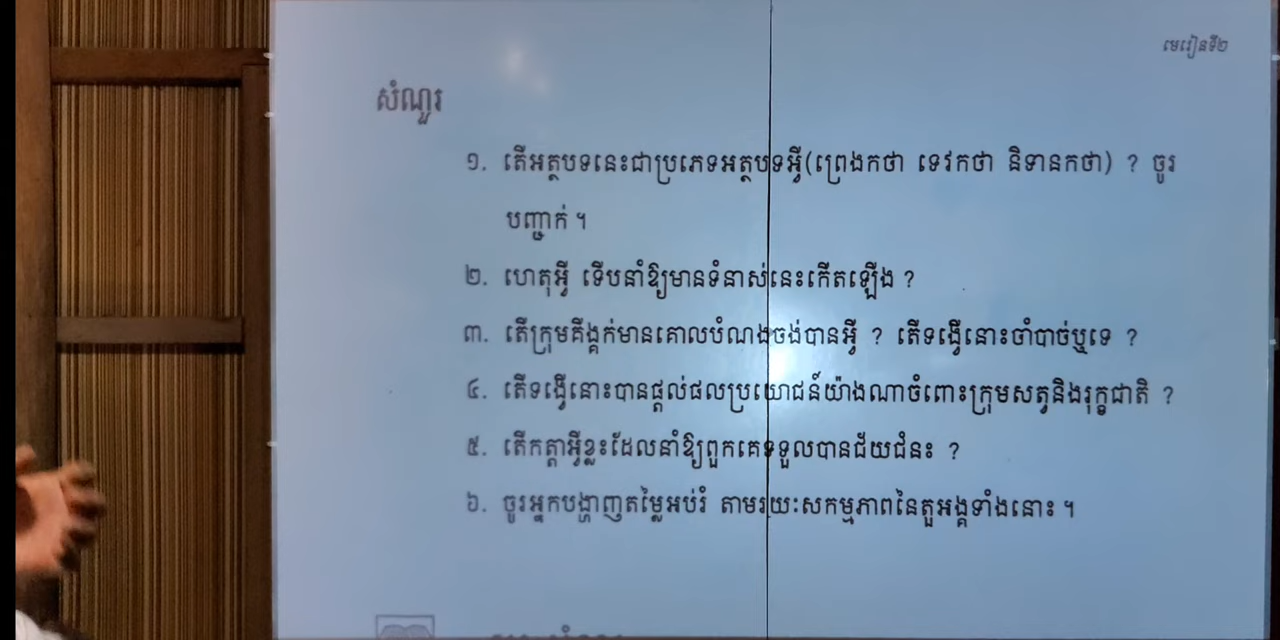 មេរៀនទី២
សំណួរ
១. តើអត្ថបទនេះជាប្រភេទអត្ថបទអ្វី(ព្រេងកថា ទេវកថា និទានកថា) ? ចូរ
បញ្ជាក់ ។
២. ហេតុអ្វី ទើបនាំឱ្យមានទំនាស់នេះកើតឡើង ?
៣. តើក្រុមគីង្គក់មានគោលបំណងចង់បានអ្វី ? តើទង្វើនោះចាំបាច់ឬទេ ?
៤. តើទង្វើនោះបានផ្តល់ផលប្រយោជន៍យ៉ាងណាចំពោះក្រុមសត្វនិងរុក្ខជាតិ ?
៥. តើកត្តាអ្វីខ្លះដែលនាំឱ្យពួកគេទទួលបានជ័យជំនះ ?
៦. ចូរអ្នកបង្ហាញតម្លៃអប់រំ តាមរយៈសកម្មភាពនៃតួអង្គទាំងនោះ ។